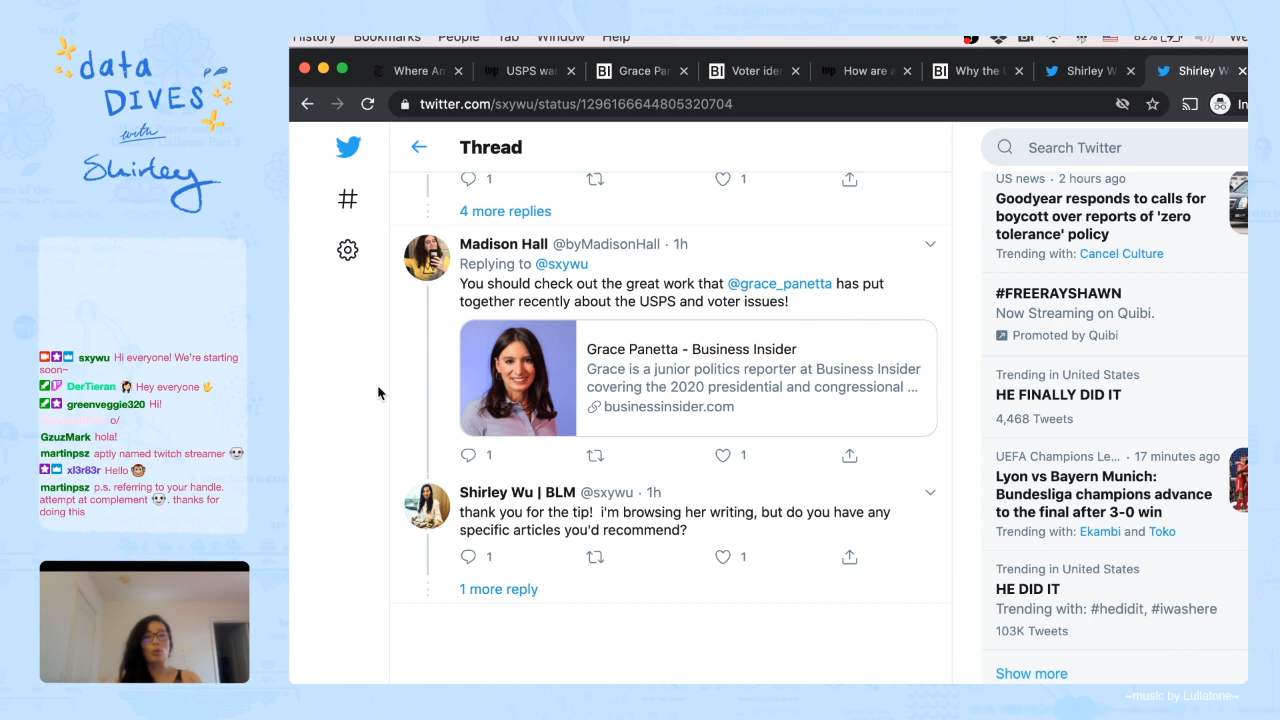 data
DIVES
with
Shirley
sxywu Hi everyone! We're starting
soon~
DerTieran Hey everyone
greenveggie320 Hi!
o/
GzuzMark hola!
martinpsz aptly named twitch streamer
xl3r83r Hello
martinpsz p.s. referring to your handle.
attempt at complement . thanks for
doing this
History Bookmarks People Tab Window Help 82%
Where Am USPS war Grace Par Voter iden How are a Why the U Shirley W Shirley W
twitter.com/sxywu/status/1296166644805320704 In
Thread
1 1
4 more replies
Madison Hall @byMadisonHall · 1h
Replying to @sxywu
You should check out the great work that @grace_panetta has put
together recently about the USPS and voter issues!
Grace Panetta - Business Insider
Grace is a junior politics reporter at Business Insider
covering the 2020 presidential and congressional ...
businessinsider.com
1 1
Shirley Wu | BLM @sxywu · 1h
thank you for the tip! i'm browsing her writing, but do you have any
specific articles you'd recommend?
1 1
1 more reply
Search Twitter
US news · 2 hours ago
Goodyear responds to calls for
boycott over reports of 'zero
tolerance' policy
Trending with: Cancel Culture
#FREERAYSHAWN
Now Streaming on Quibi.
Promoted by Quibi
Trending in United States
HE FINALLY DID IT
4,468 Tweets
UEFA Champions Le... · 17 minutes ago
Lyon vs Bayern Munich:
Bundesliga champions advance
to the final after 3-0 win
Trending with: Ekambi and Toko
Trending in United States
HE DID IT
Trending with: #hedidit, #iwashere
103K Tweets
Show more
~music by Lullatone~